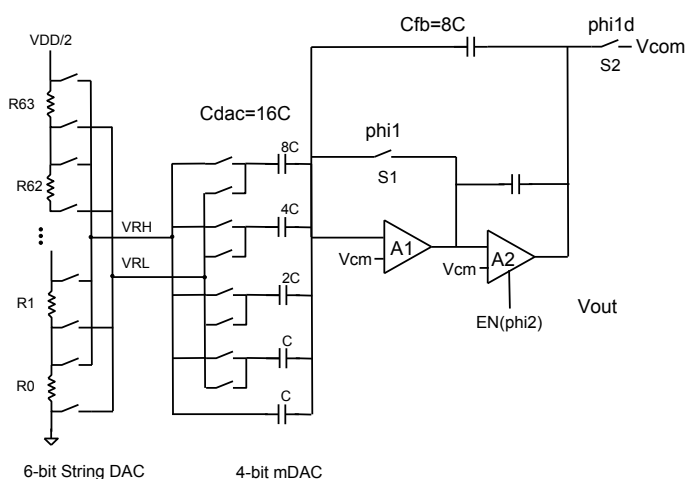 Cfb=8C
phi1d
Vcom
S2
VDD/2
R63
Cdac=16C
8C
phi1
S1
R62
4C
VRH
VRL
A1
Vcm
A2
Vcm
2C
R1
EN(phi2)
Vout
C
R0
C
6-bit String DAC
4-bit mDAC